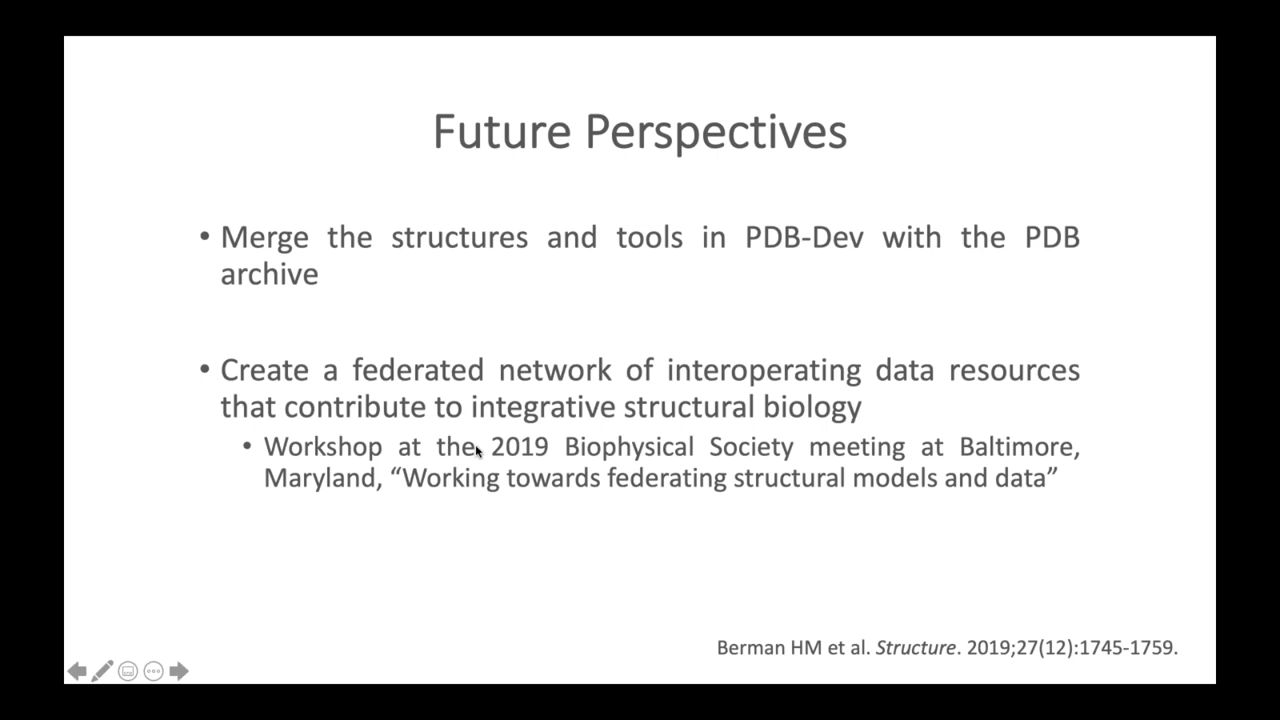 Future Perspectives
• Merge the structures and tools in PDB-Dev with the PDB
archive
• Create a federated network of interoperating data resources
that contribute to integrative structural biology
• Workshop at the 2019 Biophysical Society meeting at Baltimore,
Maryland, “Working towards federating structural models and data”
Berman HM et al. Structure. 2019;27(12):1745-1759.